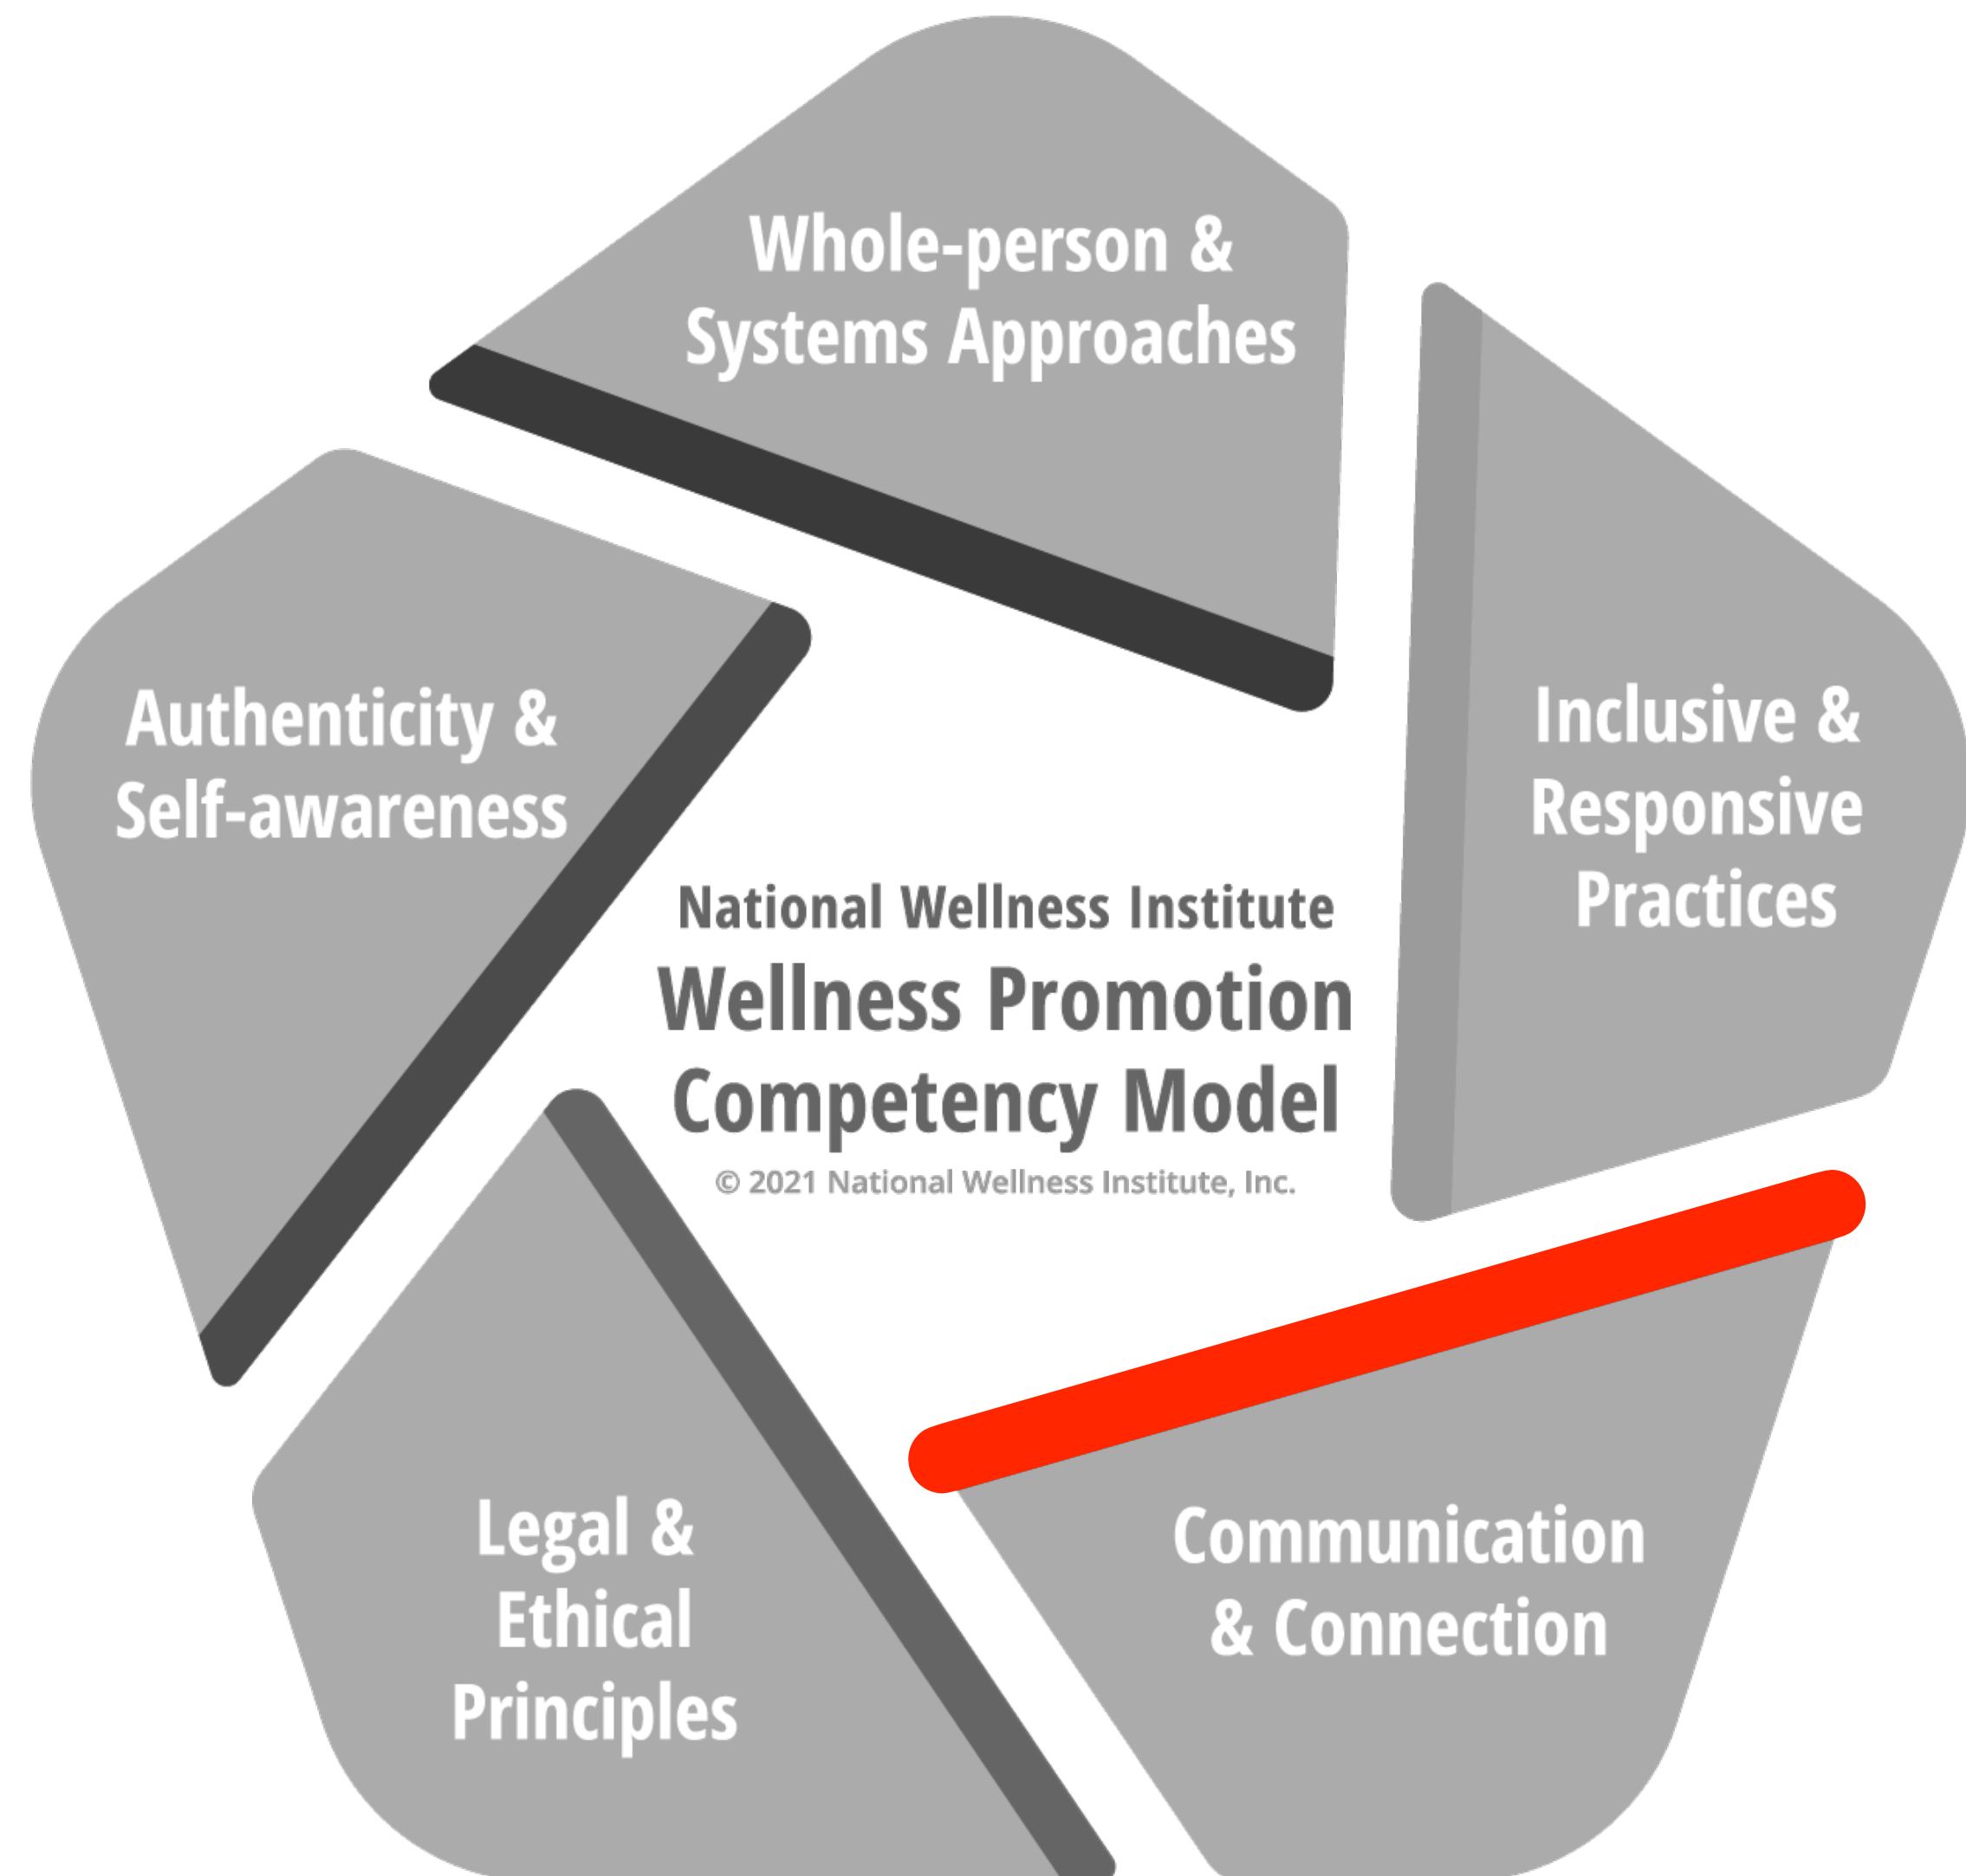 Whole-person &
Systems Approaches
Authenticity &
Self-awareness
Inclusive &
Responsive
Practices
National Wellness Institute
Wellness Promotion
Competency Model
© 2021 National Wellness Institute, Inc.
Legal &
Ethical
Principles
Communication
& Connection